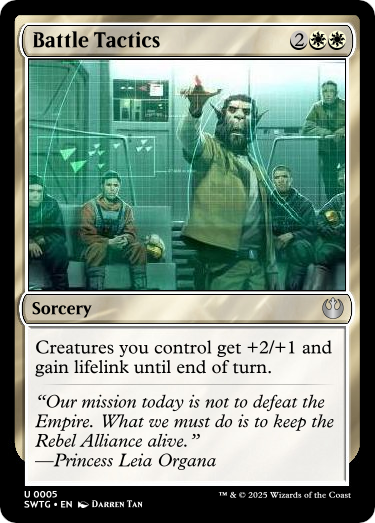 Battle Tactics 2
Sorcery
Creatures you control get +2/+1 and
gain lifelink until end of turn.
“Our mission today is not to defeat the
Empire. What we must do is to keep the
Rebel Alliance alive.”
—Princess Leia Organa
U 0005
SWTG • EN Darren Tan
™ & © 2025 Wizards of the Coast